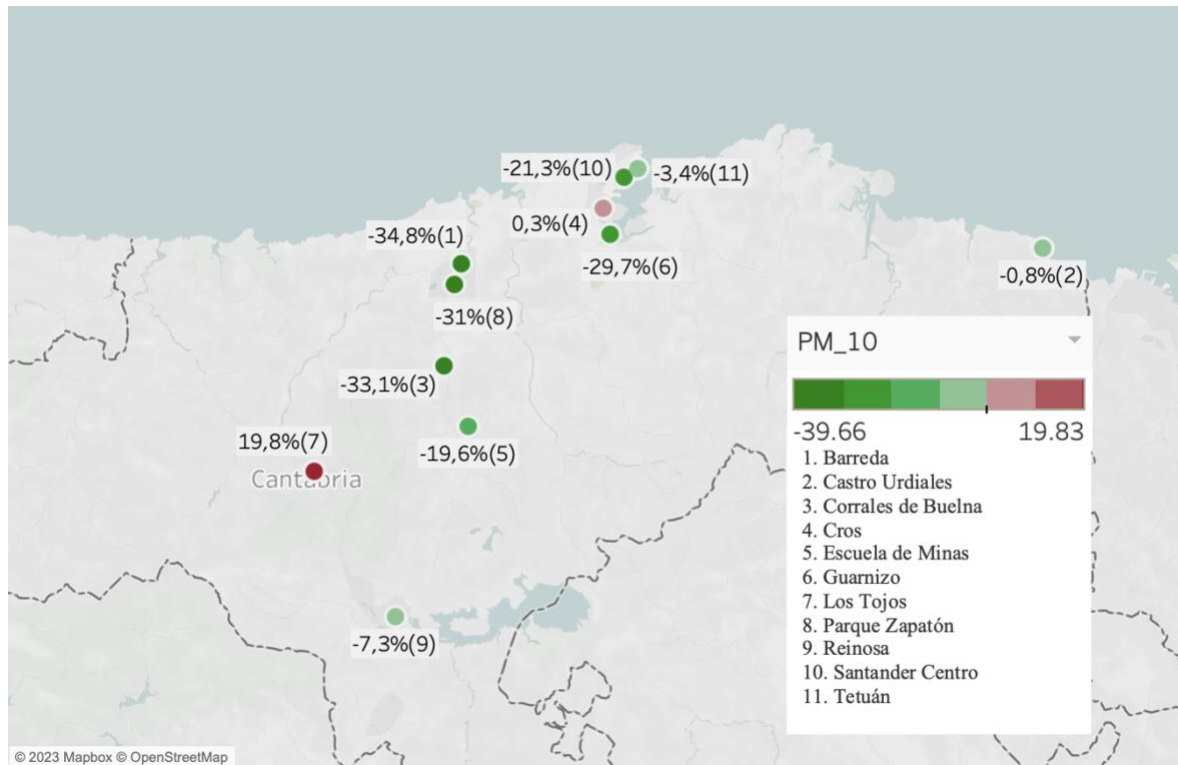 -21,3%(10)
-3,4%(11)
0,3%(4)
-34,8%(1)
-29,7%(6)
-0,8%(2)
-31%(8)
-33,1%(3)
19,8%(7)
-19,6%(5)
Cantabria
-7,3%(9)
PM_10
-39.66 19.83
1. Barreda
2. Castro Urdiales
3. Corrales de Buelna
4. Cros
5. Escuela de Minas
6. Guarnizo
7. Los Tojos
8. Parque Zapatón
9. Reinosa
10. Santander Centro
11. Tetuán
© 2023 Mapbox © OpenStreetMap